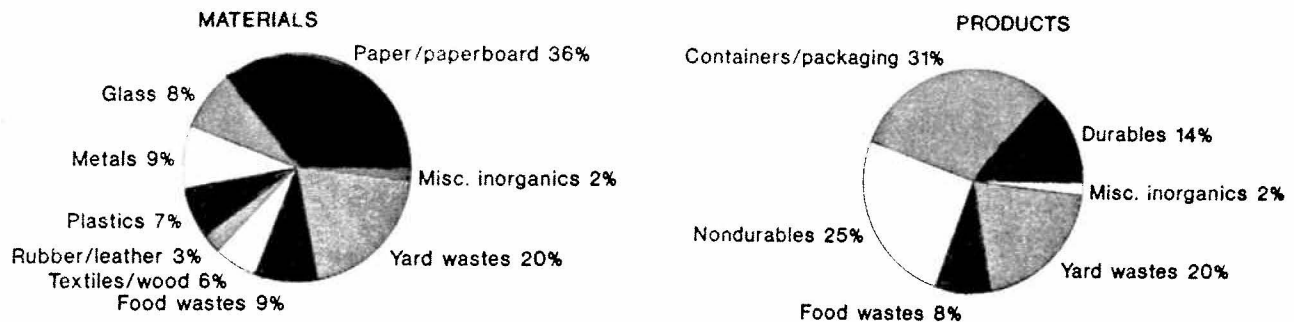 MATERIALS
Paper/paperboard 36%
Glass 8%
Metals 9%
Misc. inorganics 2%
Plastics 7%
Rubber/leather 3%
Yard wastes 20%
Textiles/wood 6%
Food wastes 9%
PRODUCTS
Containers/packaging 31%
Durables 14%
Misc. inorganics 2%
Nondurables 25%
Yard wastes 20%
Food wastes 8%